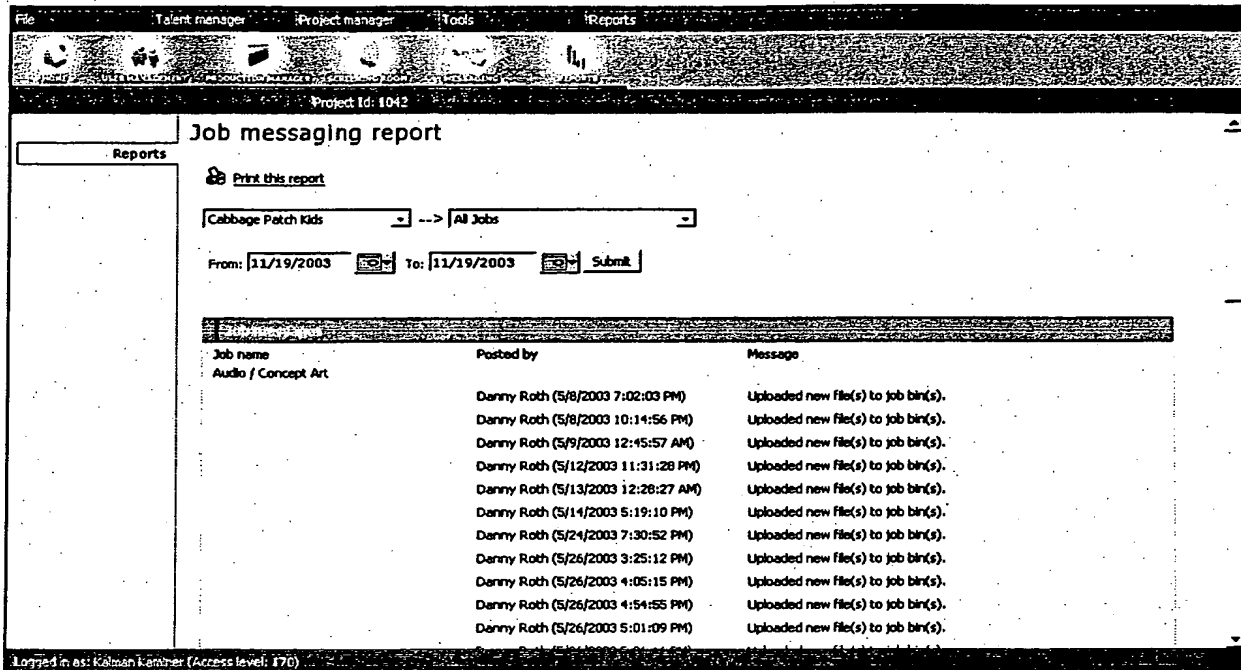 File Talent manager Project manager Tools Reports
Project Id: 1042
Job messaging report
Reports
Print this report
Cabbage Patch Kids --> All Jobs
From: 11/19/2003 To: 11/19/2003 Submit
Job name Posted by Message
Audio / Concept Art
Danny Roth (5/8/2003 7:02:03 PM) Uploaded new file(s) to job bin(s).
Danny Roth (5/8/2003 10:14:56 PM) Uploaded new file(s) to job bin(s).
Danny Roth (5/9/2003 12:45:57 AM) Uploaded new file(s) to job bin(s).
Danny Roth (5/12/2003 11:31:28 PM) Uploaded new file(s) to job bin(s).
Danny Roth (5/13/2003 12:28:27 AM) Uploaded new file(s) to job bin(s).
Danny Roth (5/14/2003 5:19:10 PM) Uploaded new file(s) to job bin(s).
Danny Roth (5/24/2003 7:30:52 PM) Uploaded new file(s) to job bin(s).
Danny Roth (5/26/2003 3:25:12 PM) Uploaded new file(s) to job bin(s).
Danny Roth (5/26/2003 4:05:15 PM) Uploaded new file(s) to job bin(s).
Danny Roth (5/26/2003 4:54:55 PM) Uploaded new file(s) to job bin(s).
Danny Roth (5/26/2003 5:01:09 PM) Uploaded new file(s) to job bin(s).
Logged in as: Kalman (Access level: 170)